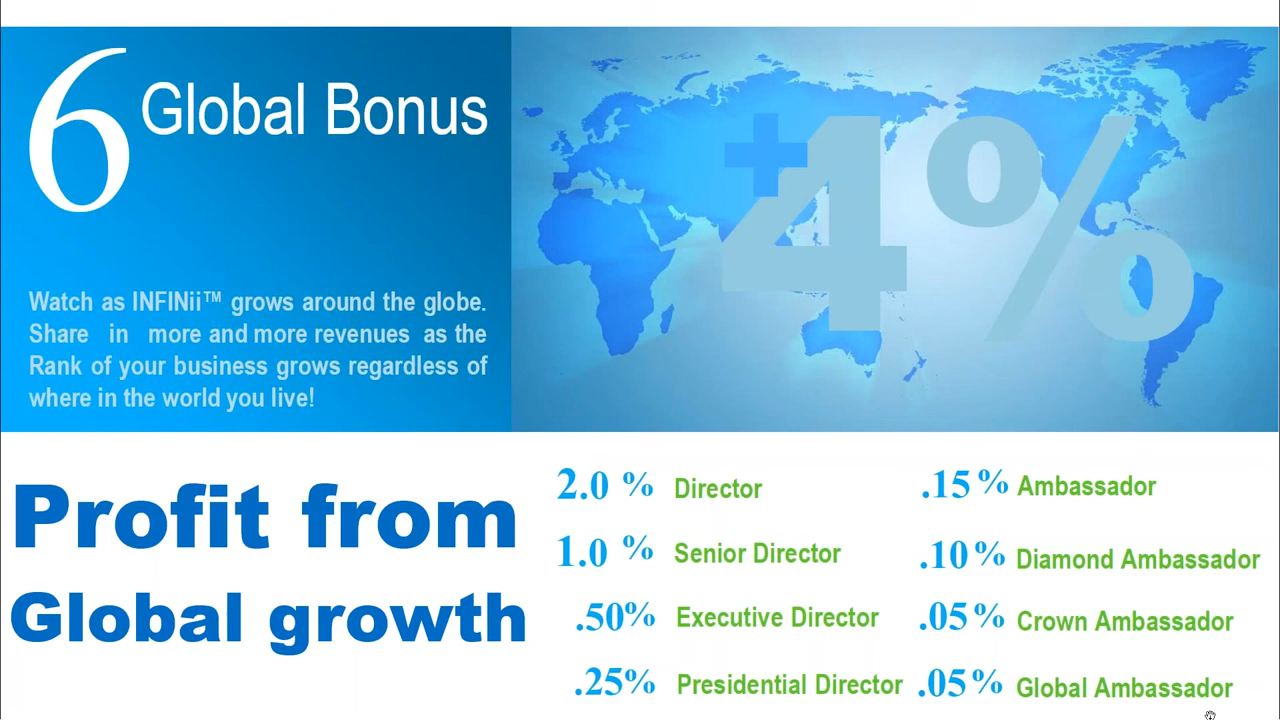 6 Global Bonus
+4%
Watch as INFINii™ grows around the globe.
Share in more and more revenues as the
Rank of your business grows regardless of
where in the world you live!
Profit from
Global growth
2.0 % Director
1.0 % Senior Director
.50% Executive Director
.25% Presidential Director
.15% Ambassador
.10% Diamond Ambassador
.05% Crown Ambassador
.05% Global Ambassador